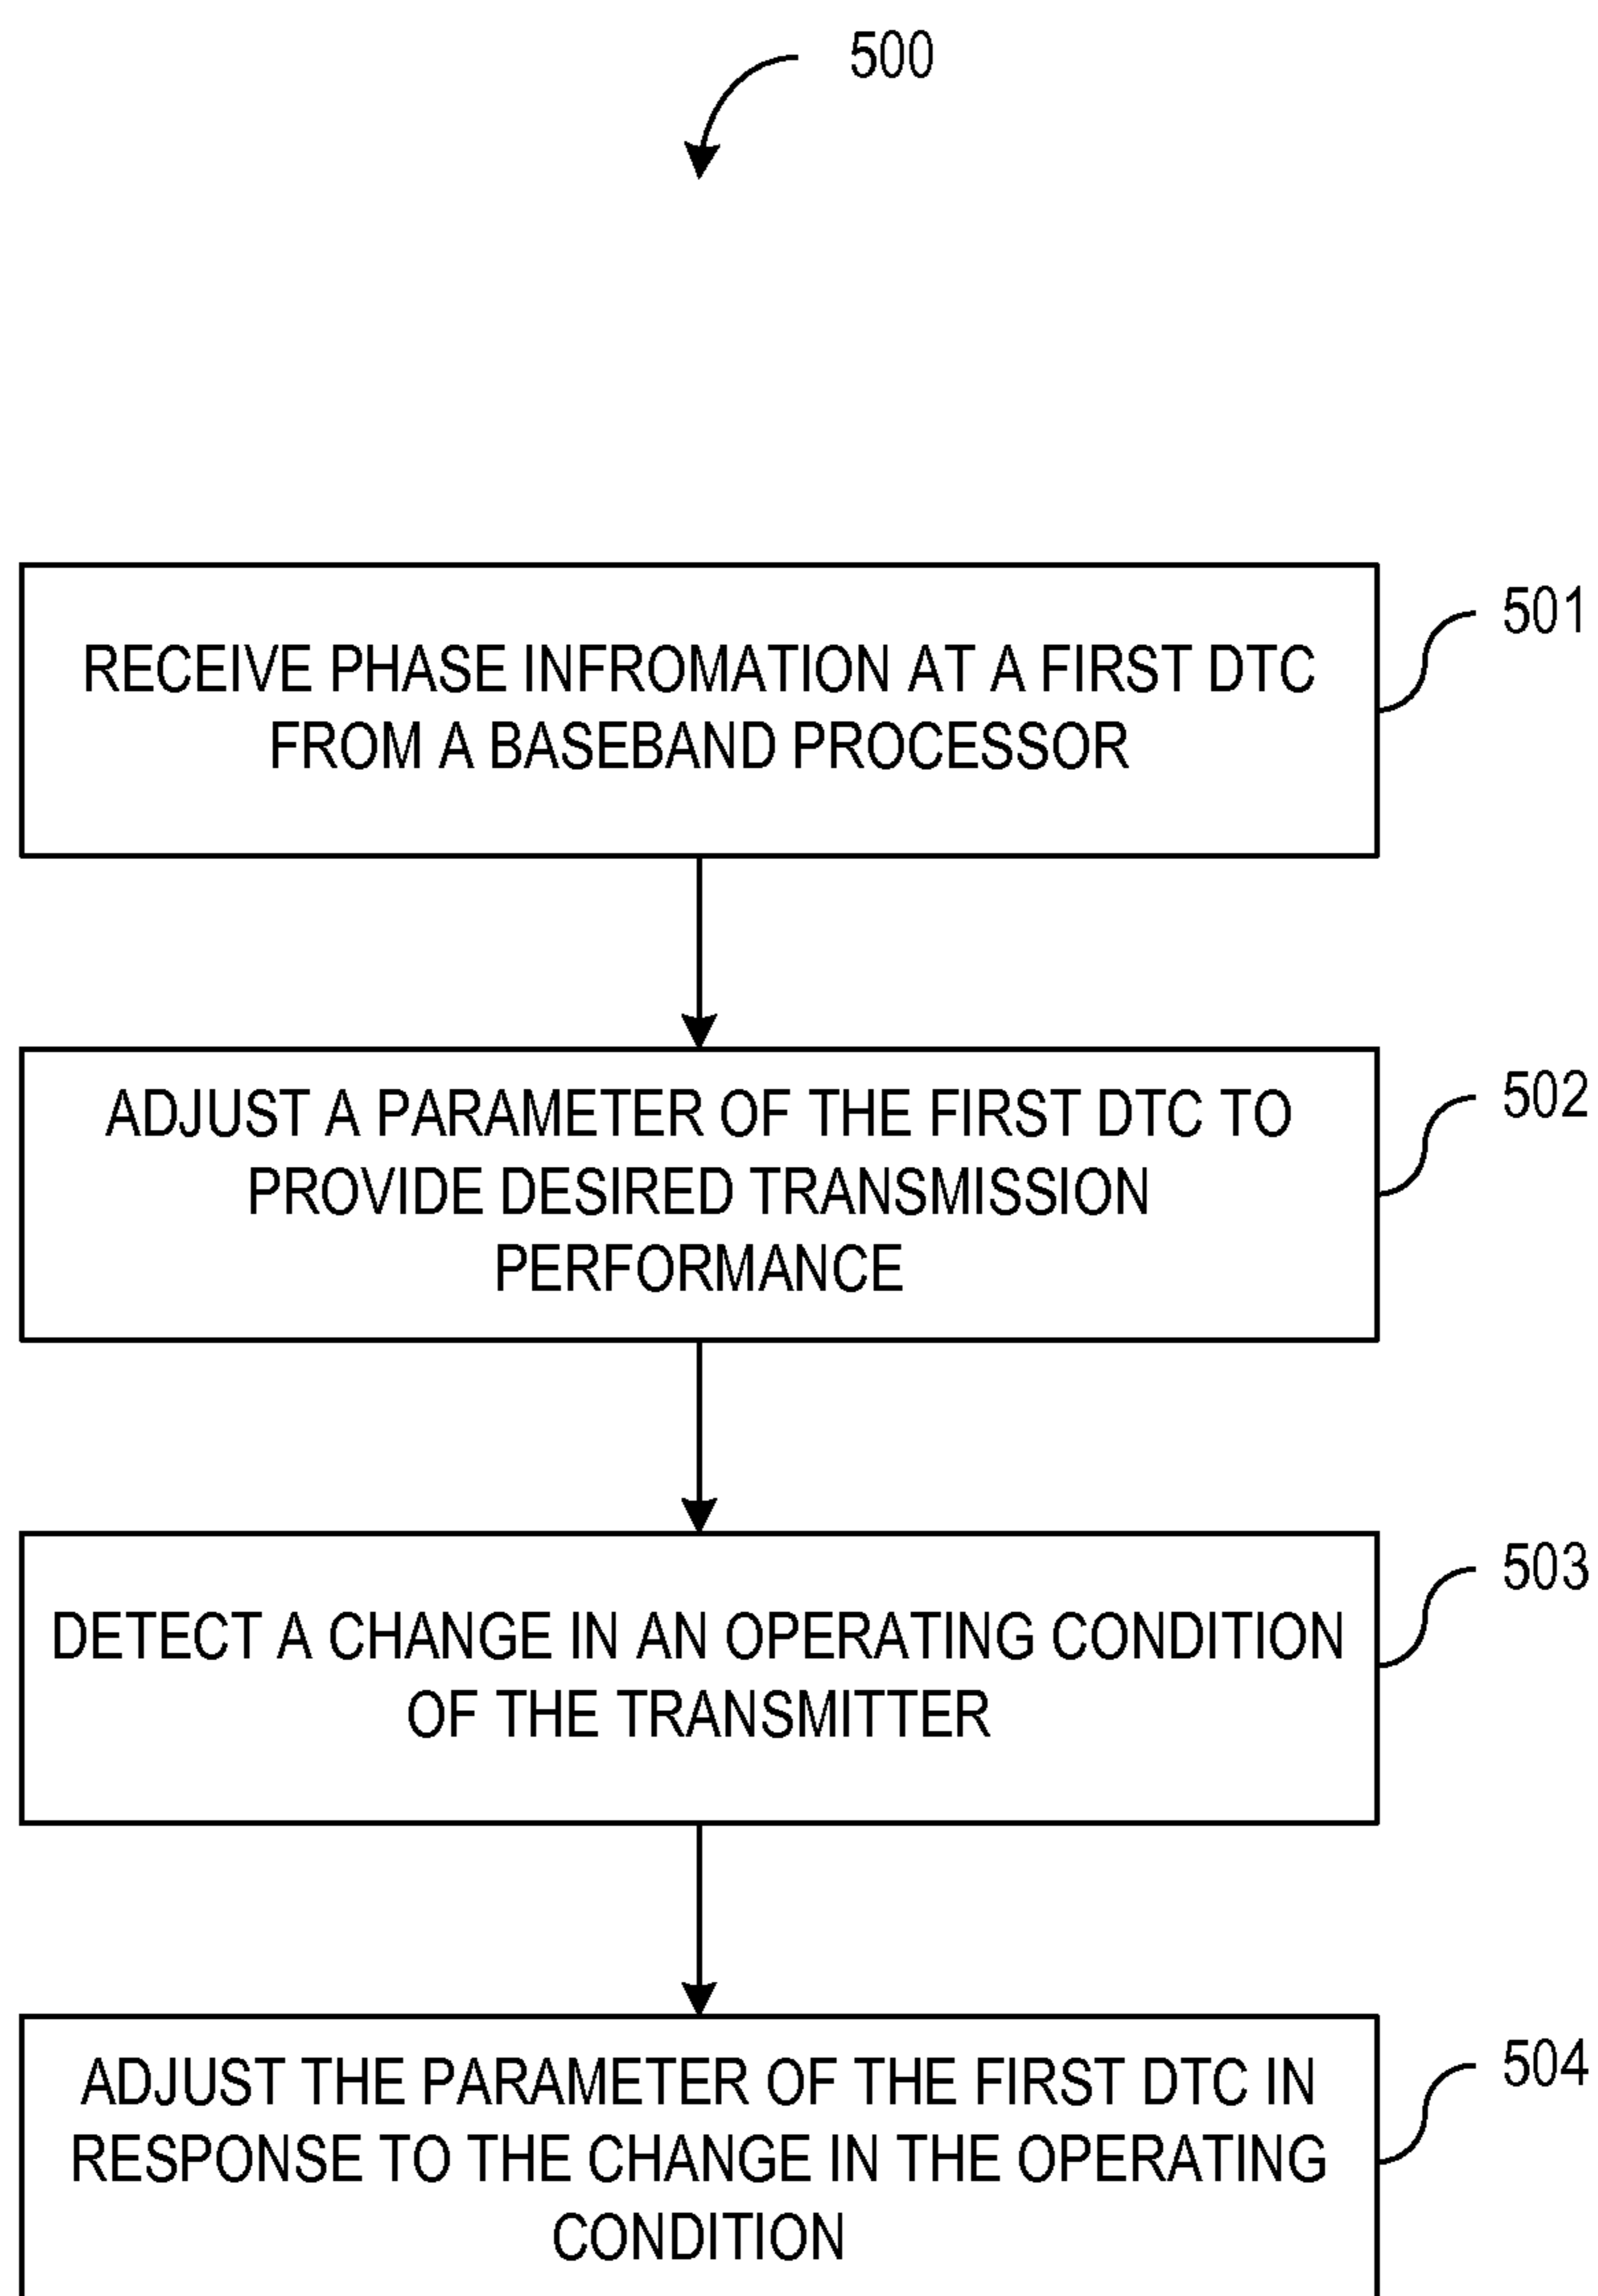 500
RECEIVE PHASE INFROMATION AT A FIRST DTC
FROM A BASEBAND PROCESSOR
501
ADJUST A PARAMETER OF THE FIRST DTC TO
PROVIDE DESIRED TRANSMISSION
PERFORMANCE
502
DETECT A CHANGE IN AN OPERATING CONDITION
OF THE TRANSMITTER
503
ADJUST THE PARAMETER OF THE FIRST DTC IN
RESPONSE TO THE CHANGE IN THE OPERATING
CONDITION
504